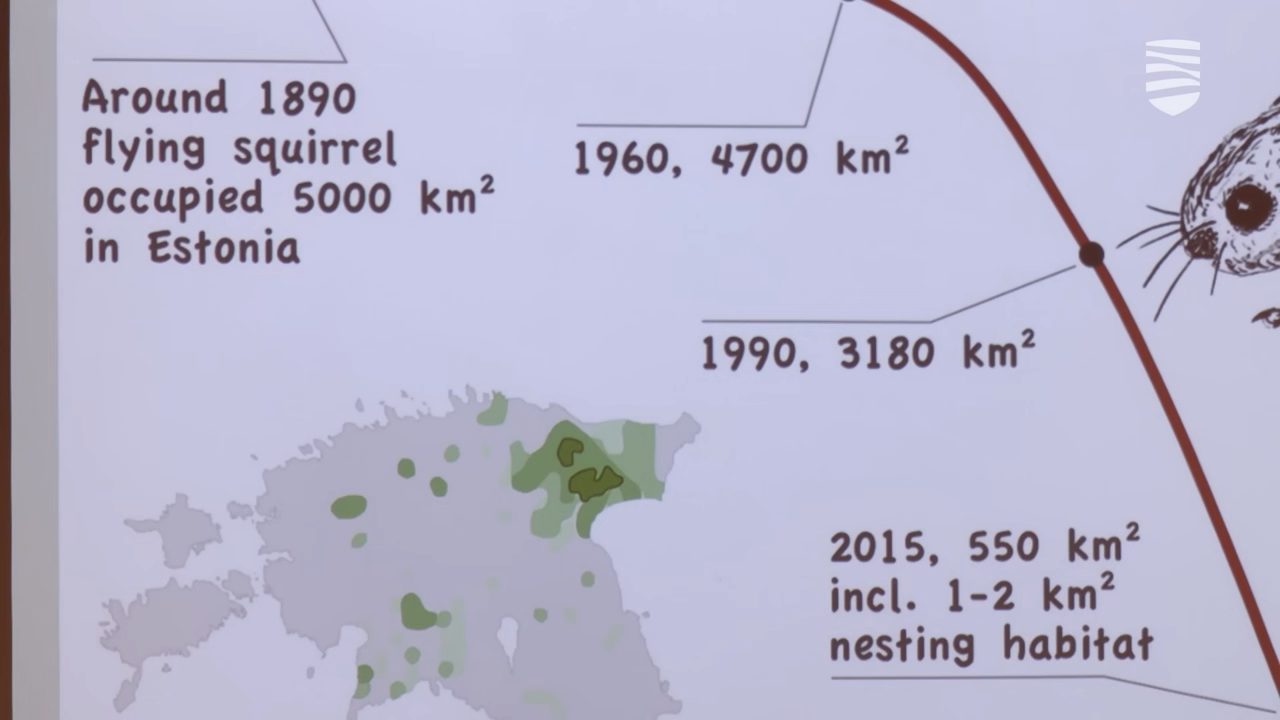 Around 1890
flying squirrel
occupied 5000 km²
in Estonia
1960, 4700 km²
1990, 3180 km²
2015, 550 km²
incl. 1-2 km²
nesting habitat